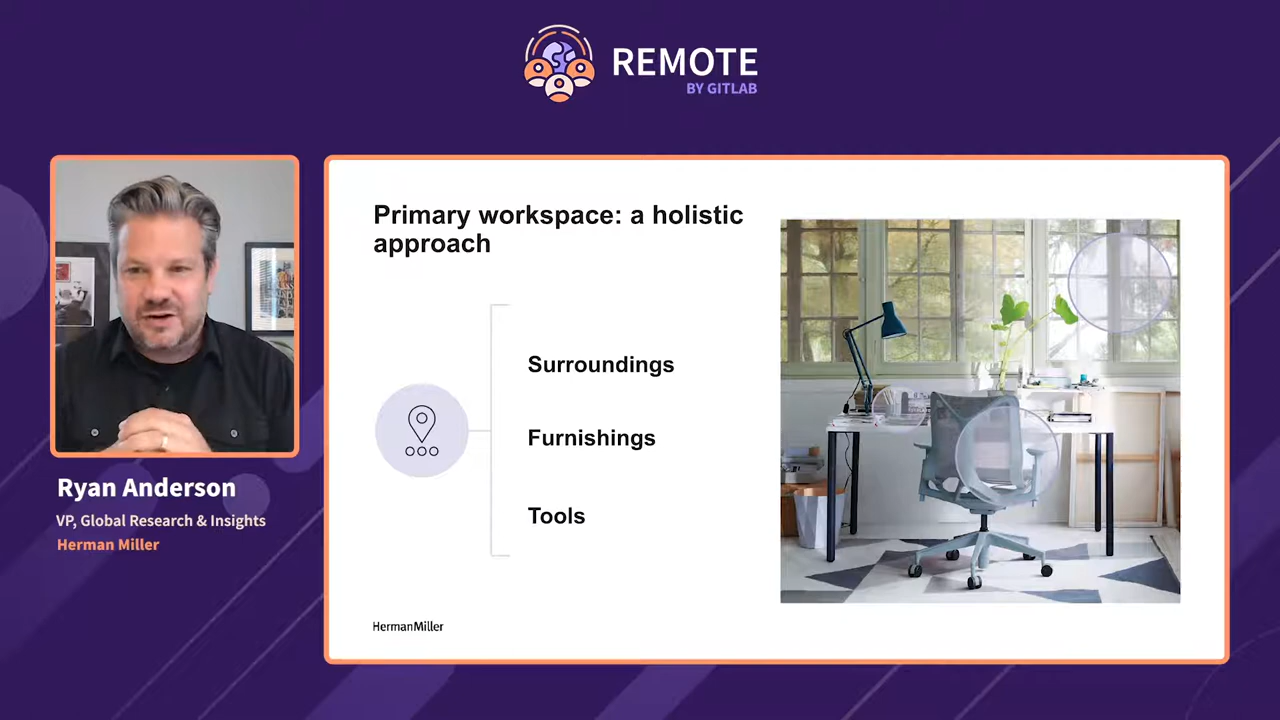 REMOTE
BY GITLAB
Primary workspace: a holistic
approach
Surroundings
Furnishings
Tools
HermanMiller
Ryan Anderson
VP, Global Research & Insights
Herman Miller